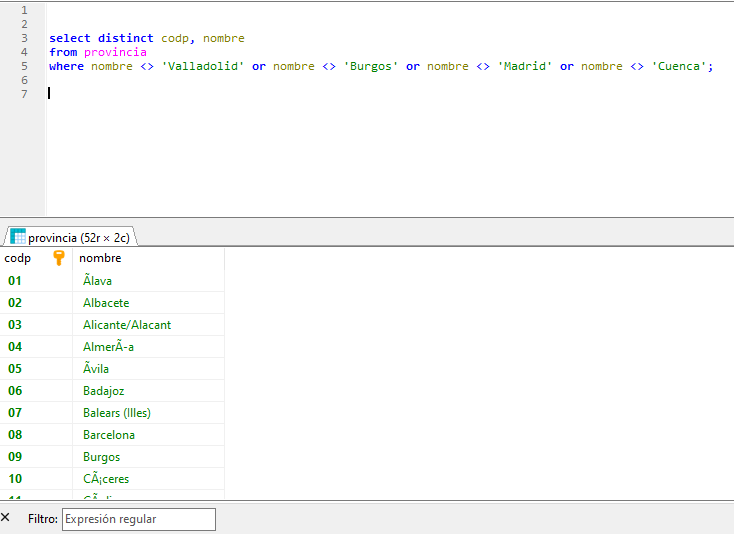 1
2
3 select distinct codp, nombre
4 from provincia
5 where nombre <> 'Valladolid' or nombre <> 'Burgos' or nombre <> 'Madrid' or nombre <> 'Cuenca';
6
7
provincia (52r × 2c)
codp nombre
01 Ãlava
02 Albacete
03 Alicante/Alacant
04 AlmerÃ-a
05 Ãvila
06 Badajoz
07 Balears (Illes)
08 Barcelona
09 Burgos
10 CÃ¡ceres
× Filtro: Expresión regular